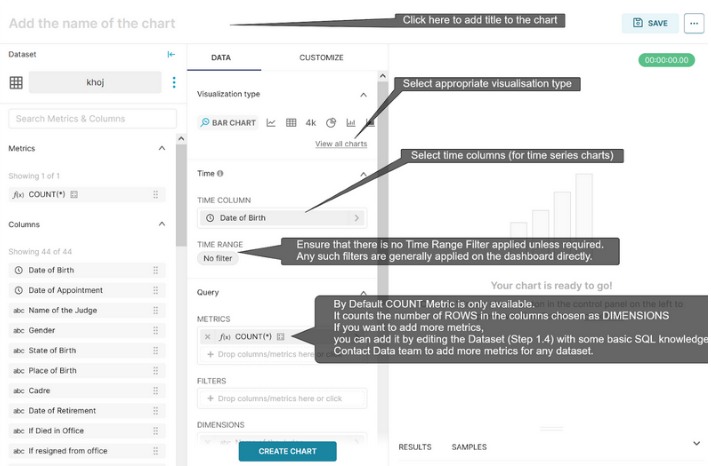 Add the name of the chart
Click here to add title to the chart
SAVE
...
Dataset
khoj
Search Metrics & Columns
Metrics
Showing 1 of 1
f(x) COUNT(*)
Columns
Showing 44 of 44
Date of Birth
Date of Appointment
abc Name of the Judge
abc Gender
abc State of Birth
abc Place of Birth
abc Cadre
abc Date of Retirement
abc If Died in Office
abc If resigned from office
DATA
CUSTOMIZE
Visualization type
BAR CHART
4k
View all charts
Select appropriate visualisation type
Time
Select time columns (for time series charts)
TIME COLUMN
Date of Birth
TIME RANGE
No filter
Ensure that there is no Time Range Filter applied unless required.
Any such filters are generally applied on the dashboard directly.
Query
METRICS
f(x) COUNT(*)
+ Drop columns/metrics here or click
By Default COUNT Metric is only available,
It counts the number of ROWS in the columns chosen as DIMENSIONS
If you want to add more metrics,
you can add it by editing the Dataset (Step 1.4) with some basic SQL knowledge
Contact Data team to add more metrics for any dataset.
FILTERS
+ Drop columns/metrics here or click
DIMENSIONS
CREATE CHART
00:00:00.00
Your chart is ready to go!
in the control panel on the left to
RESULTS
SAMPLES